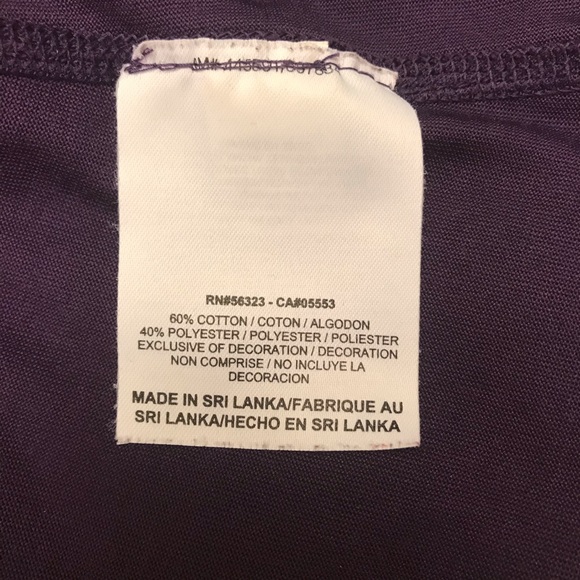 RN#56323 - CA#05553
60% COTTON / COTON / ALGODON
40% POLYESTER / POLYESTER / POLIESTER
EXCLUSIVE OF DECORATION / DECORATION
NON COMPRISE / NO INCLUYE LA
DECORACION
MADE IN SRI LANKA/FABRIQUE AU
SRI LANKA/HECHO EN SRI LANKA